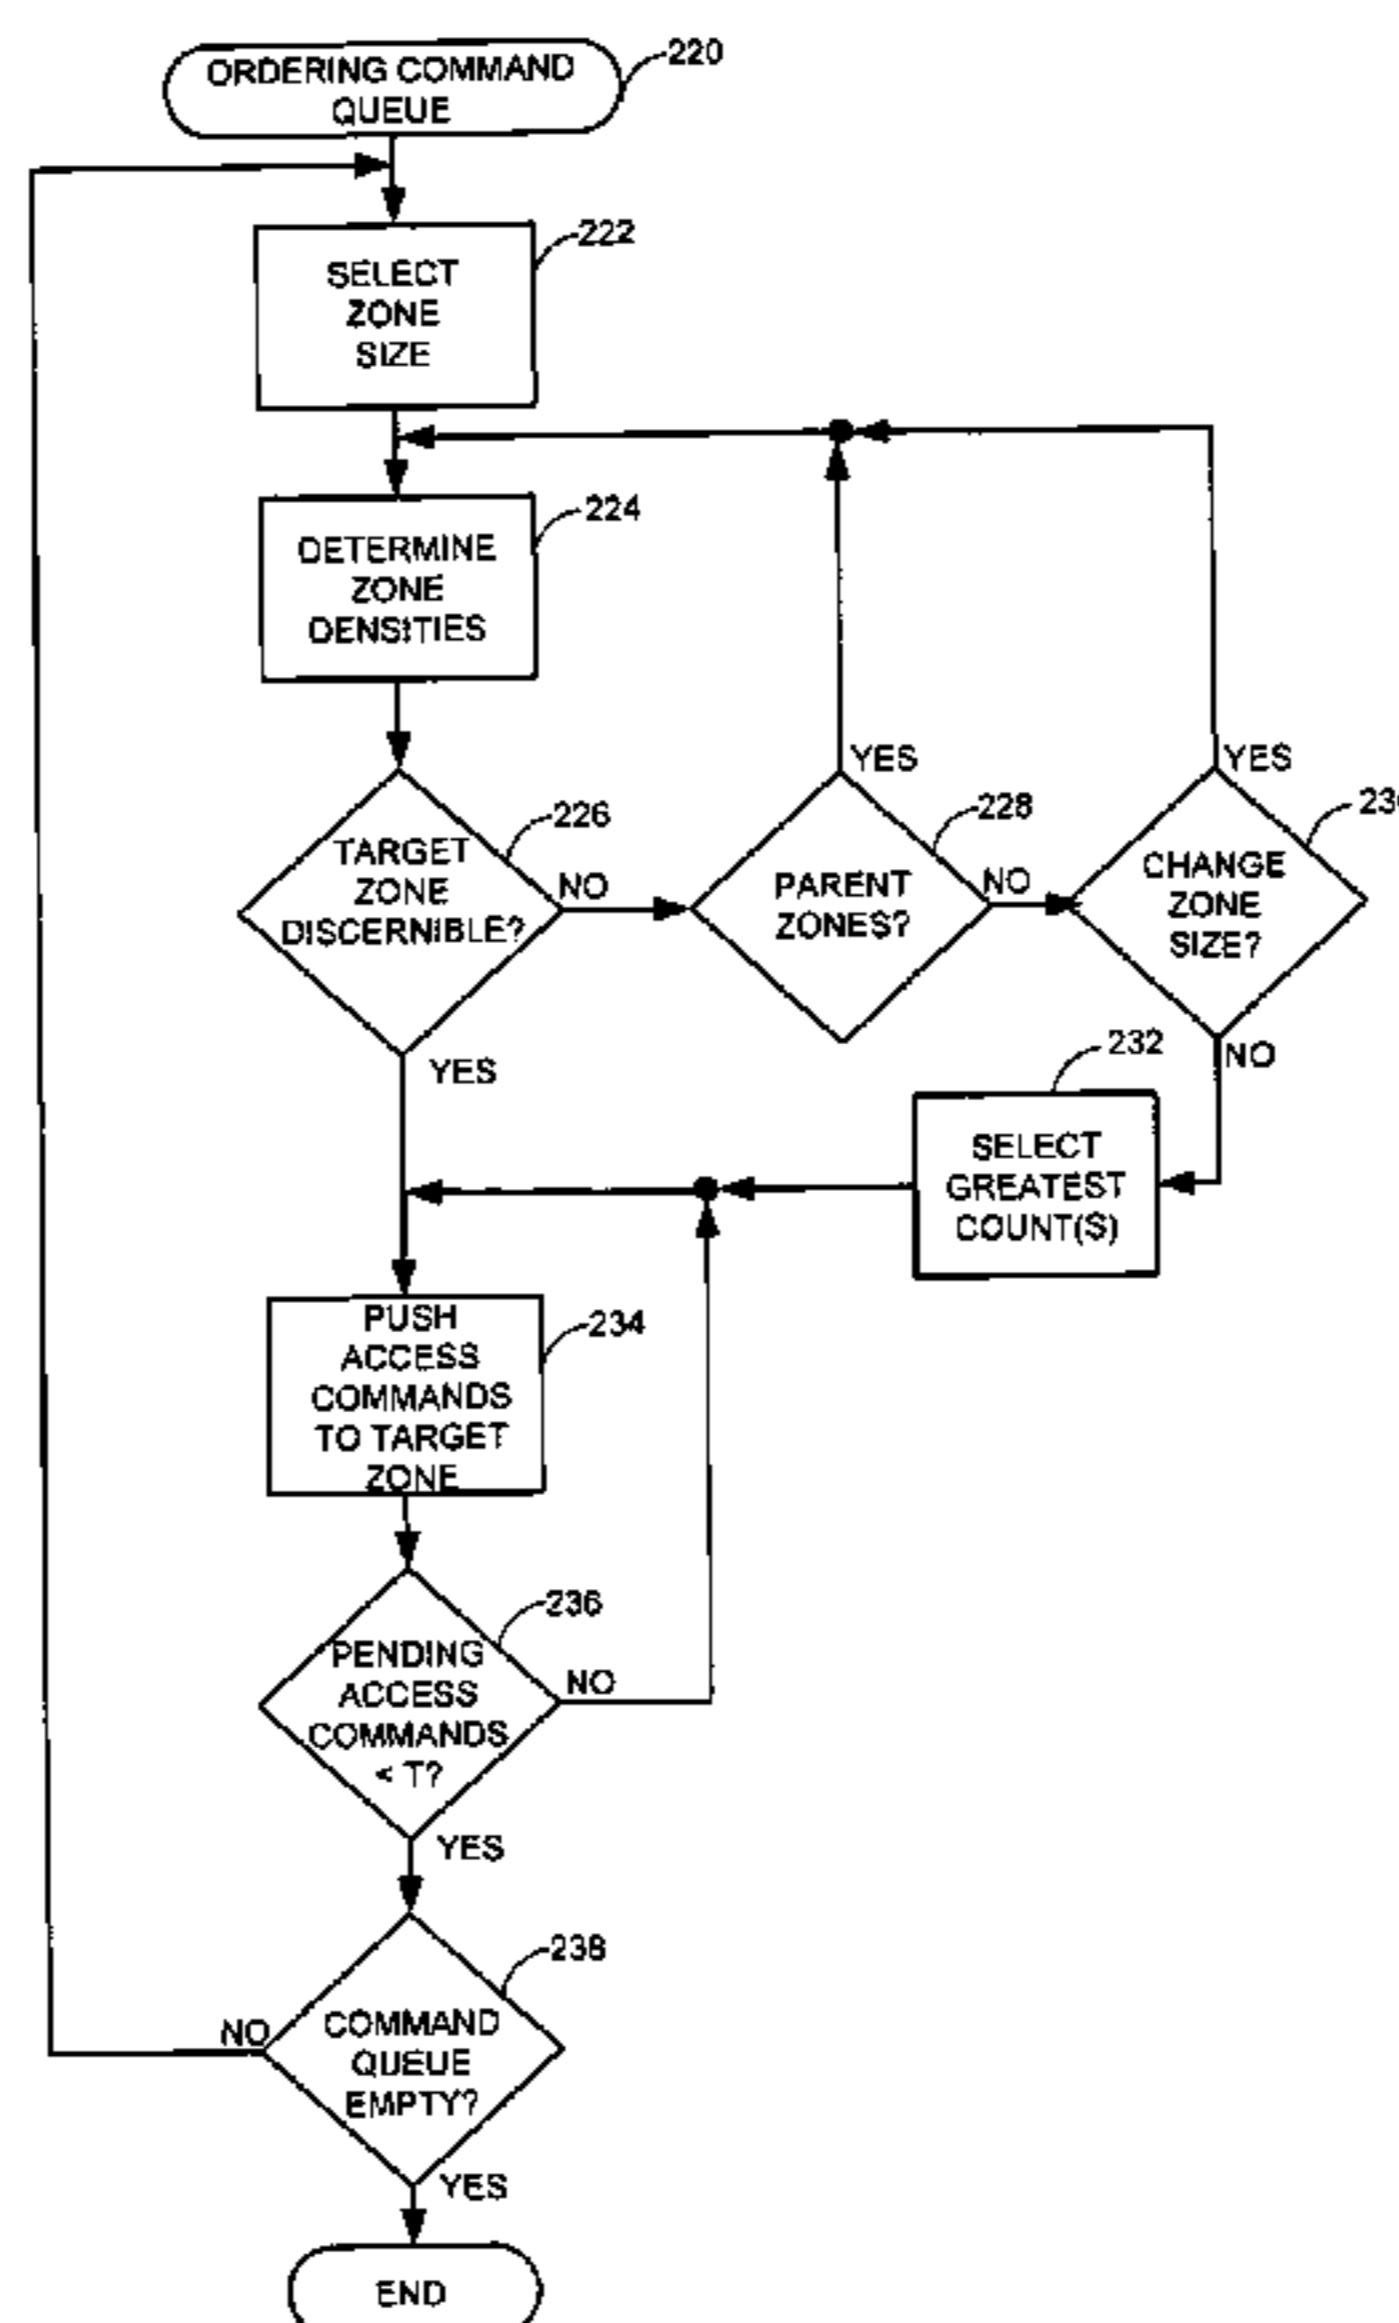 ORDERING COMMAND
QUEUE
220
SELECT
ZONE
SIZE
222
DETERMINE
ZONE
DENSITIES
224
TARGET
ZONE
DISCERNIBLE?
226
NO
YES
PARENT
ZONES?
228
YES
NO
CHANGE
ZONE
SIZE?
YES
NO
SELECT
GREATEST
COUNT(S)
232
PUSH
ACCESS
COMMANDS
TO TARGET
ZONE
234
PENDING
ACCESS
COMMANDS
< T?
236
NO
YES
COMMAND
QUEUE
EMPTY?
238
NO
YES
END